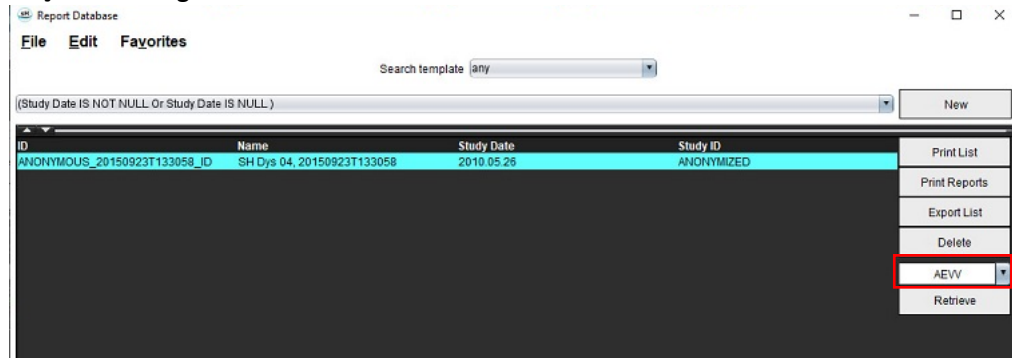 Report Database
File Edit Favorites
Search template any
(Study Date IS NOT NULL Or Study Date IS NULL )
New
ID Name Study Date Study ID
ANONYMOUS_20150923T133058_ID SH Dys 04, 20150923T133058 2010.05.26 ANONYMIZED
Print List
Print Reports
Export List
Delete
AEVV
Retrieve